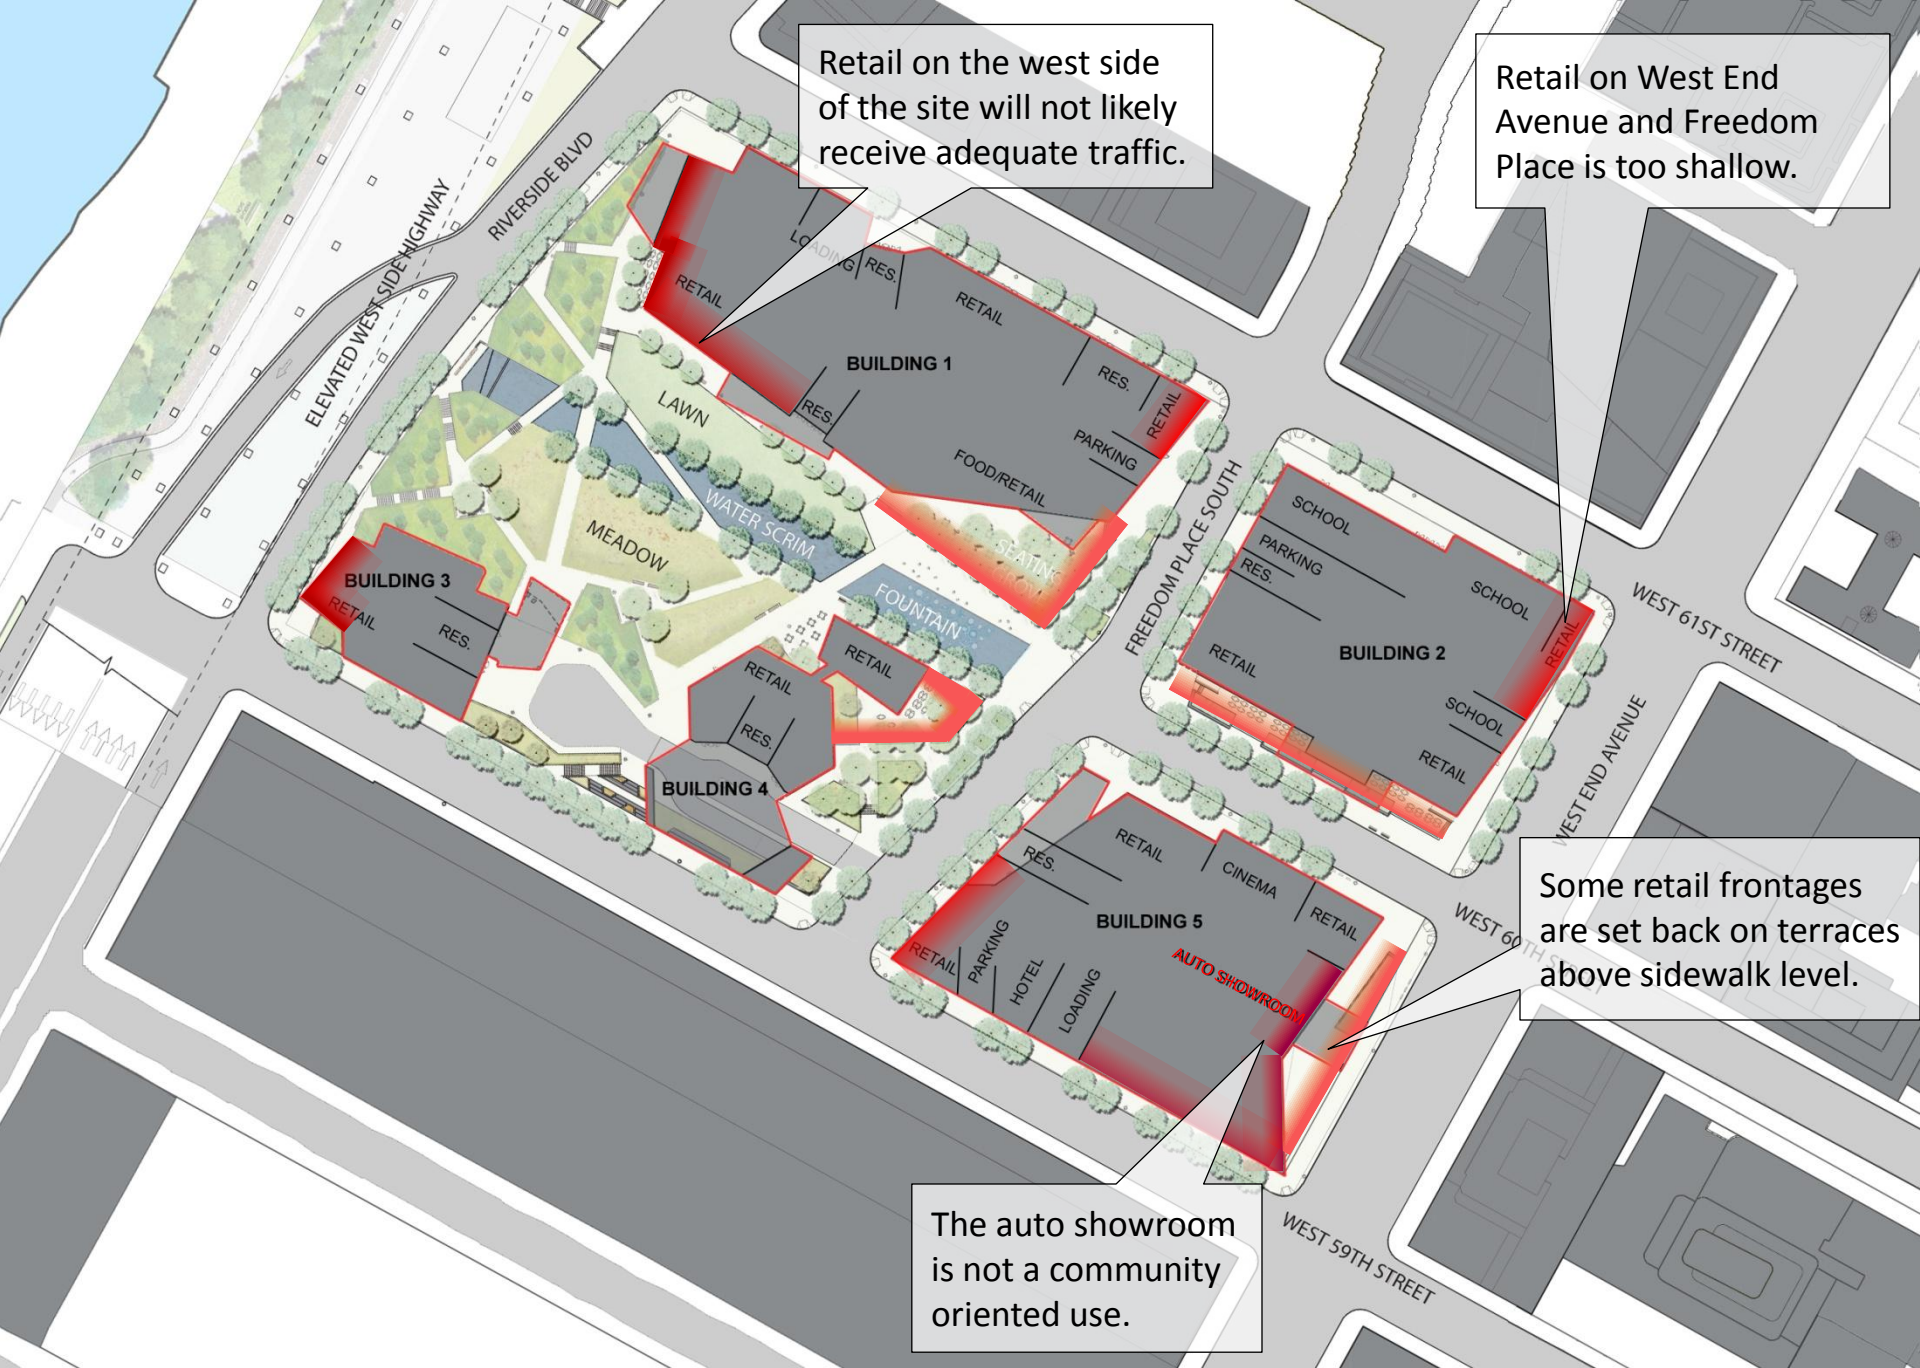 Retail on the west side
of the site will not likely
receive adequate traffic.
Retail on West End
Avenue and Freedom
Place is too shallow.
RIVERSIDE BLVD
ELEVATED WEST SIDE HIGHWAY
LOADING
RES.
RETAIL
RETAIL
BUILDING 1
RES.
RETAIL
RES.
PARKING
FOOD/RETAIL
LAWN
WATER SCRIM
MEADOW
SEATING
FOUNTAIN
FREEDOM PLACE SOUTH
SCHOOL
PARKING
RES.
SCHOOL
RETAIL
BUILDING 2
RETAIL
SCHOOL
RETAIL
WEST 61ST STREET
WEST END AVENUE
BUILDING 3
RETAIL
RES.
RETAIL
RETAIL
RES.
BUILDING 4
RES.
RETAIL
CINEMA
RETAIL
BUILDING 5
RETAIL
PARKING
HOTEL
LOADING
AUTO SHOWROOM
WEST 60TH STREET
Some retail frontages
are set back on terraces
above sidewalk level.
The auto showroom
is not a community
oriented use.
WEST 59TH STREET